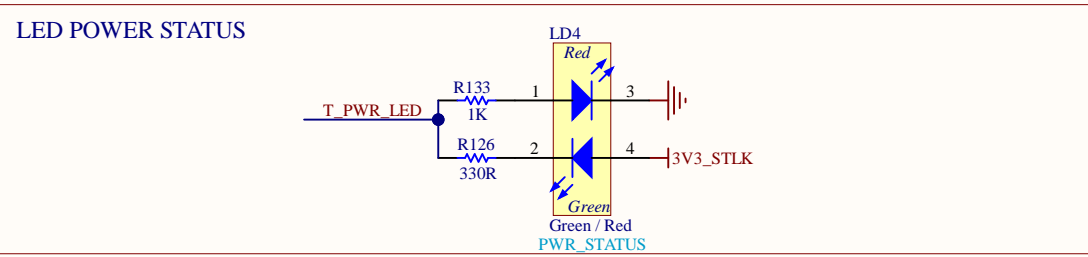 LED POWER STATUS
LD4
Red
R133
1
3
1K
T_PWR_LED
R126
2
4
3V3_STLK
330R
Green
Green / Red
PWR_STATUS